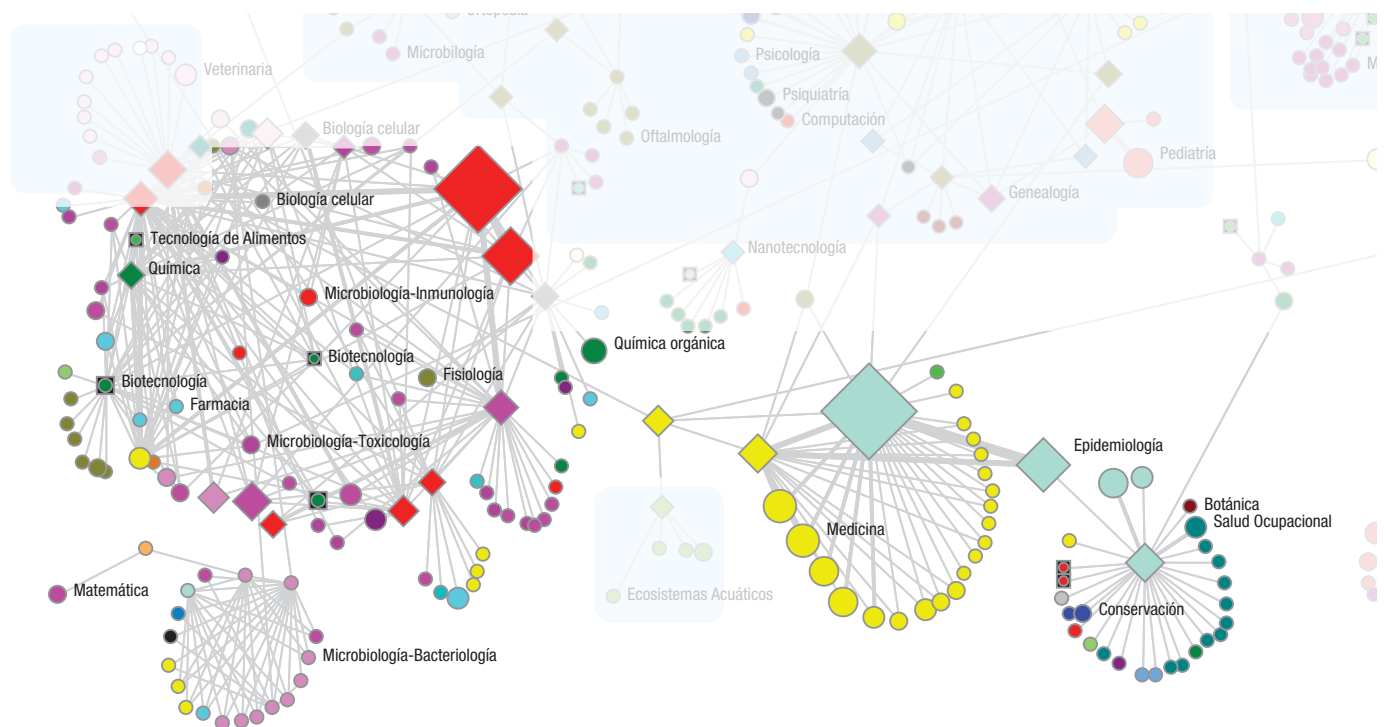 Microbilogía
Psicología
Veterinaria
Psiquiatría
Computación
Biología celular
Oftalmología
Pediatría
Genealogía
Biología celular
Tecnología de Alimentos
Nanotecnología
Química
Microbiología-Inmunología
Química orgánica
Biotecnología
Biotecnología
Fisiología
Farmacia
Microbiología-Toxicología
Epidemiología
Botánica
Salud Ocupacional
Medicina
Matemática
Ecosistemas Acuáticos
Conservación
Microbiología-Bacteriología